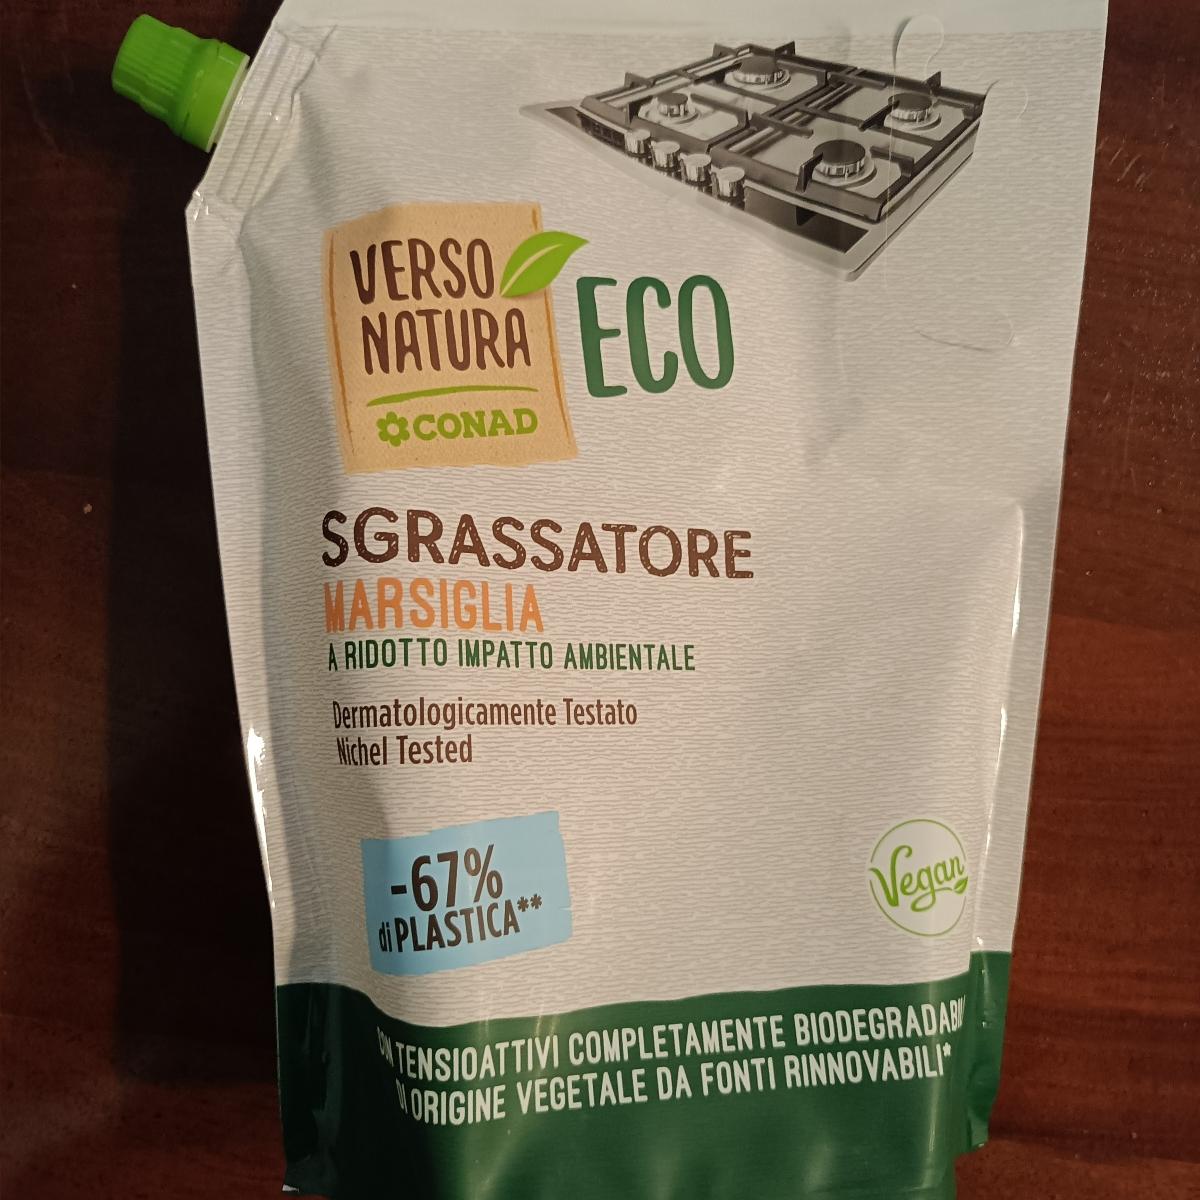 VERSO
NATURA
CONAD
ECO
SGRASSATORE
MARSIGLIA
A RIDOTTO IMPATTO AMBIENTALE
Dermatologicamente Testato
Nichel Tested
-67%
di PLASTICA**
Vegan
CON TENSIOATTIVI COMPLETAMENTE BIODEGRADABILI
DI ORIGINE VEGETALE DA FONTI RINNOVABILI*